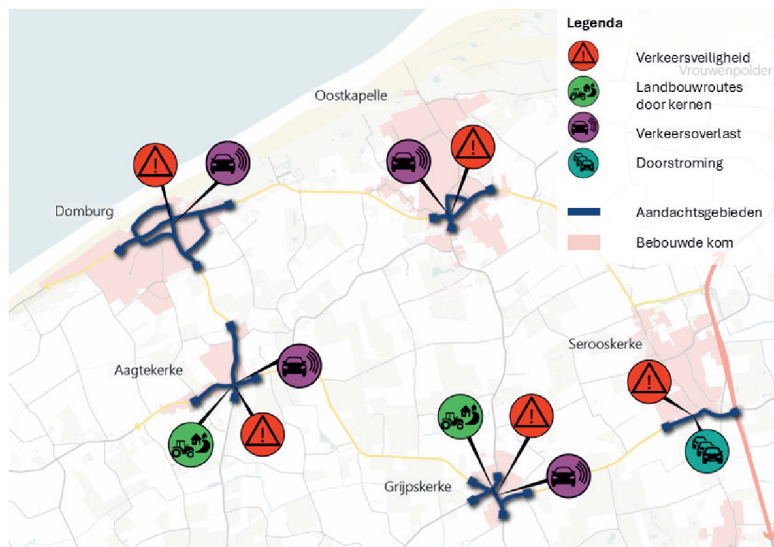 Legenda
Verkeersveiligheid
Vrouwenpolder
Landbouwroutes
door kernen
Verkeersoverlast
Doorstroming
Aandachtsgebieden
Bebouwde kom
Oostkapelle
Domburg
Aagtekerke
Serooskerke
Grijpskerke